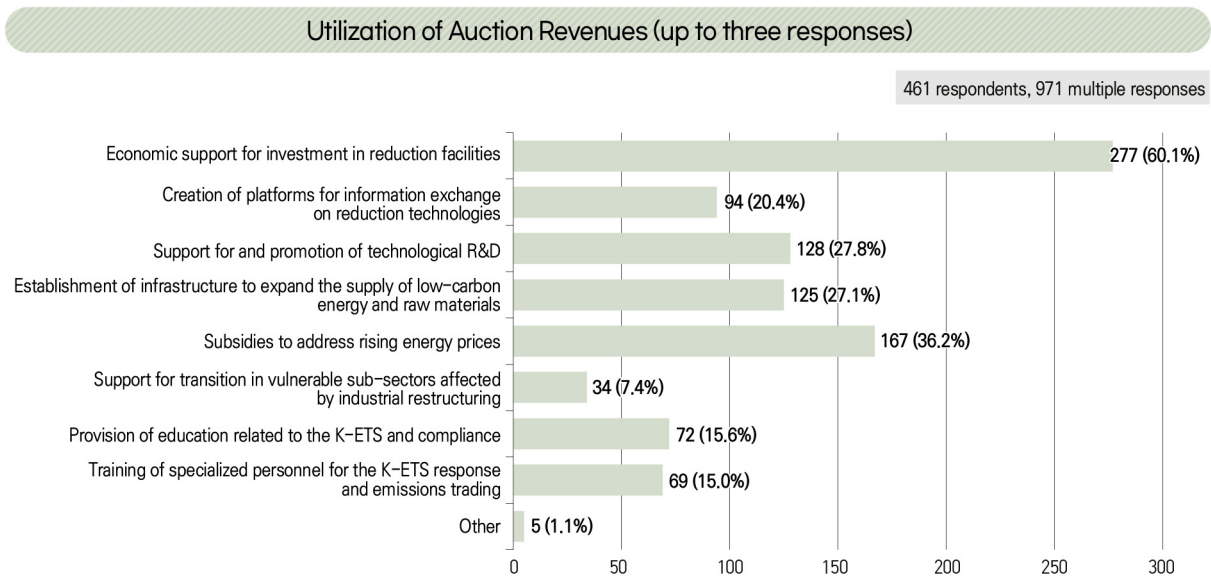 Utilization of Auction Revenues (up to three responses)
461 respondents, 971 multiple responses
Economic support for investment in reduction facilities
277 (60.1%)
Creation of platforms for information exchange
on reduction technologies
94 (20.4%)
Support for and promotion of technological R&D
128 (27.8%)
Establishment of infrastructure to expand the supply of low-carbon
energy and raw materials
125 (27.1%)
Subsidies to address rising energy prices
167 (36.2%)
Support for transition in vulnerable sub-sectors affected
by industrial restructuring
34 (7.4%)
Provision of education related to the K-ETS and compliance
72 (15.6%)
Training of specialized personnel for the K-ETS response
and emissions trading
69 (15.0%)
Other
5 (1.1%)
0 50 100 150 200 250 300